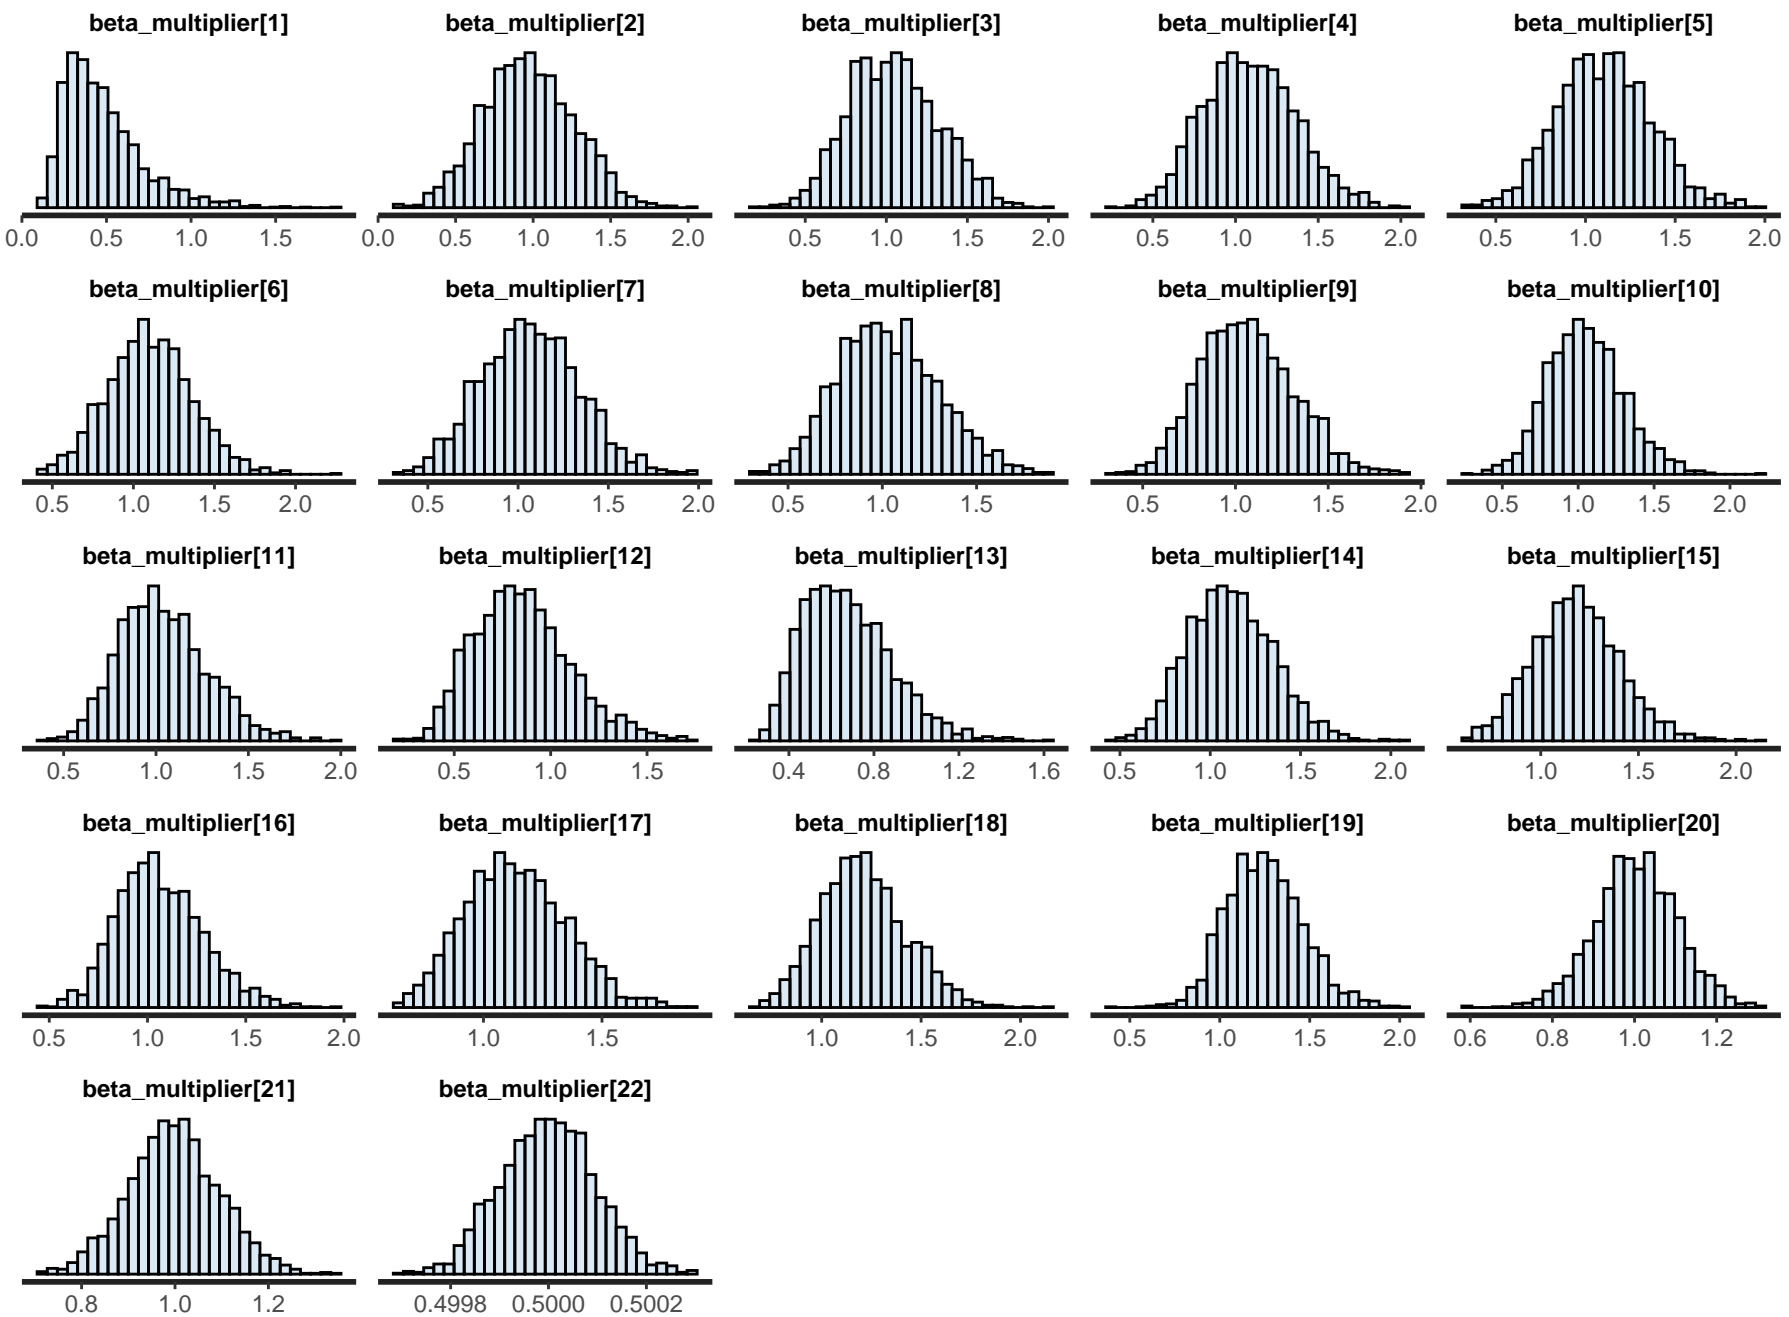 beta_multiplier[1] beta_multiplier[2] beta_multiplier[3] beta_multiplier[4] beta_multiplier[5]
0.0 0.5 1.0 1.5 0.0 0.5 1.0 1.5 2.0 0.5 1.0 1.5 2.0 0.5 1.0 1.5 2.0 0.5 1.0 1.5 2.0
beta_multiplier[6] beta_multiplier[7] beta_multiplier[8] beta_multiplier[9] beta_multiplier[10]
0.5 1.0 1.5 2.0 0.5 1.0 1.5 2.0 0.5 1.0 1.5 0.5 1.0 1.5 2.0 0.5 1.0 1.5 2.0
beta_multiplier[11] beta_multiplier[12] beta_multiplier[13] beta_multiplier[14] beta_multiplier[15]
0.5 1.0 1.5 2.0 0.5 1.0 1.5 0.4 0.8 1.2 1.6 0.5 1.0 1.5 2.0 1.0 1.5 2.0
beta_multiplier[16] beta_multiplier[17] beta_multiplier[18] beta_multiplier[19] beta_multiplier[20]
0.5 1.0 1.5 2.0 1.0 1.5 1.0 1.5 2.0 0.5 1.0 1.5 2.0 0.6 0.8 1.0 1.2
beta_multiplier[21] beta_multiplier[22]
0.8 1.0 1.2 0.4998 0.5000 0.5002